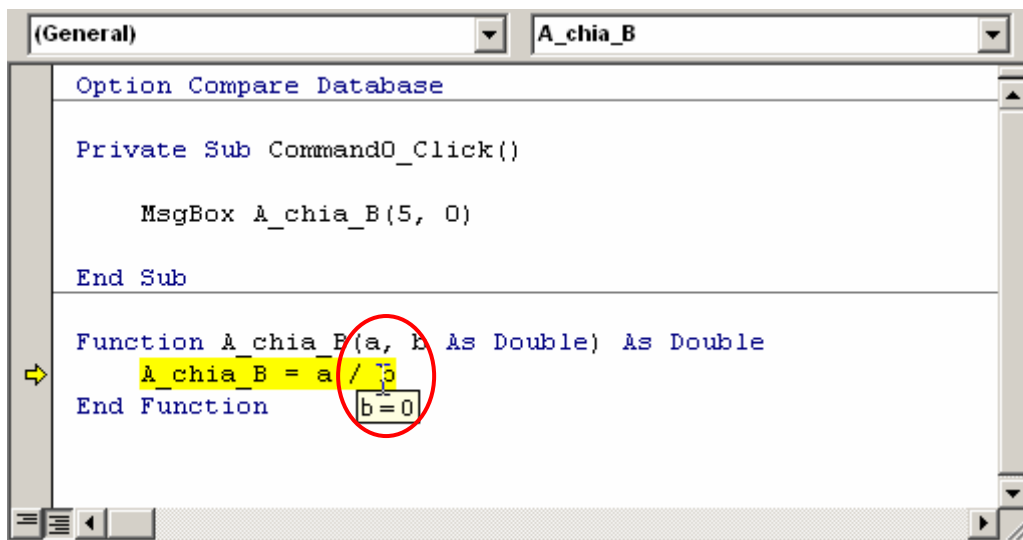 (General)
A_chia_B
Option Compare Database
Private Sub Command0_Click()
MsgBox A_chia_B(5, 0)
End Sub
Function A_chia_B(a, b As Double) As Double
A_chia_B = a / b
End Function
b = 0